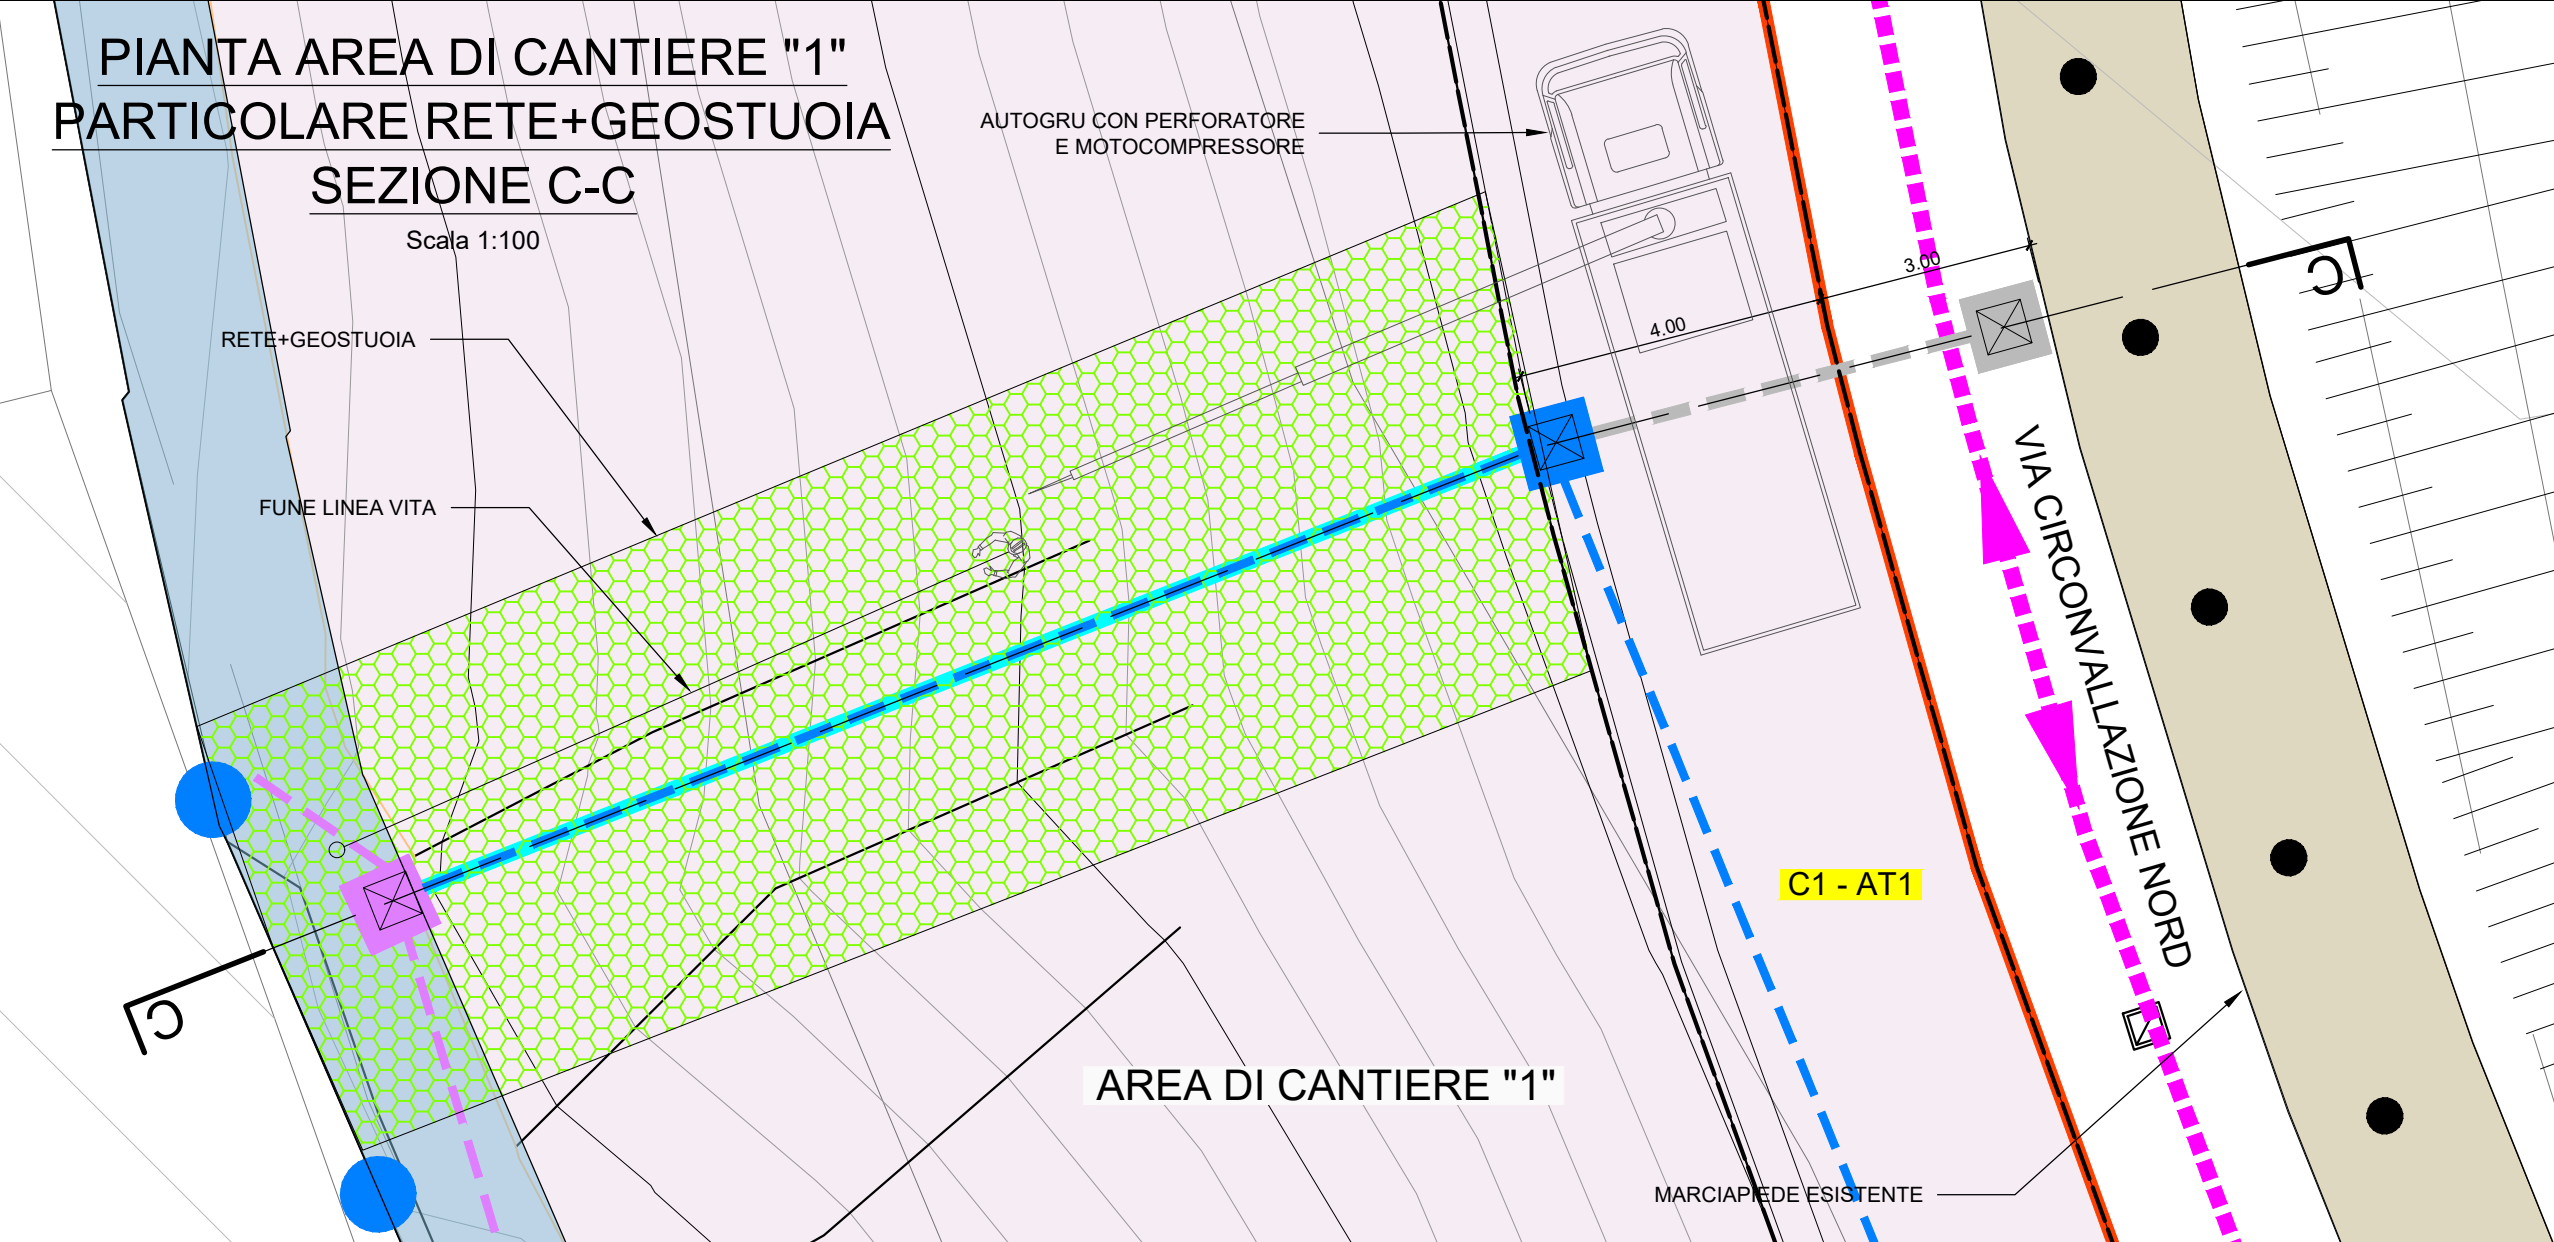 PIANTA AREA DI CANTIERE "1"
PARTICOLARE RETE+GEOSTUOIA
SEZIONE C-C
Scala 1:100
AUTOGRU CON PERFORATORE
E MOTOCOMPRESSORE
RETE+GEOSTUOIA
FUNE LINEA VITA
3.00
4.00
C
VIA CIRCONVALLAZIONE NORD
C1 - AT1
C
AREA DI CANTIERE "1"
MARCIAPIEDE ESISTENTE